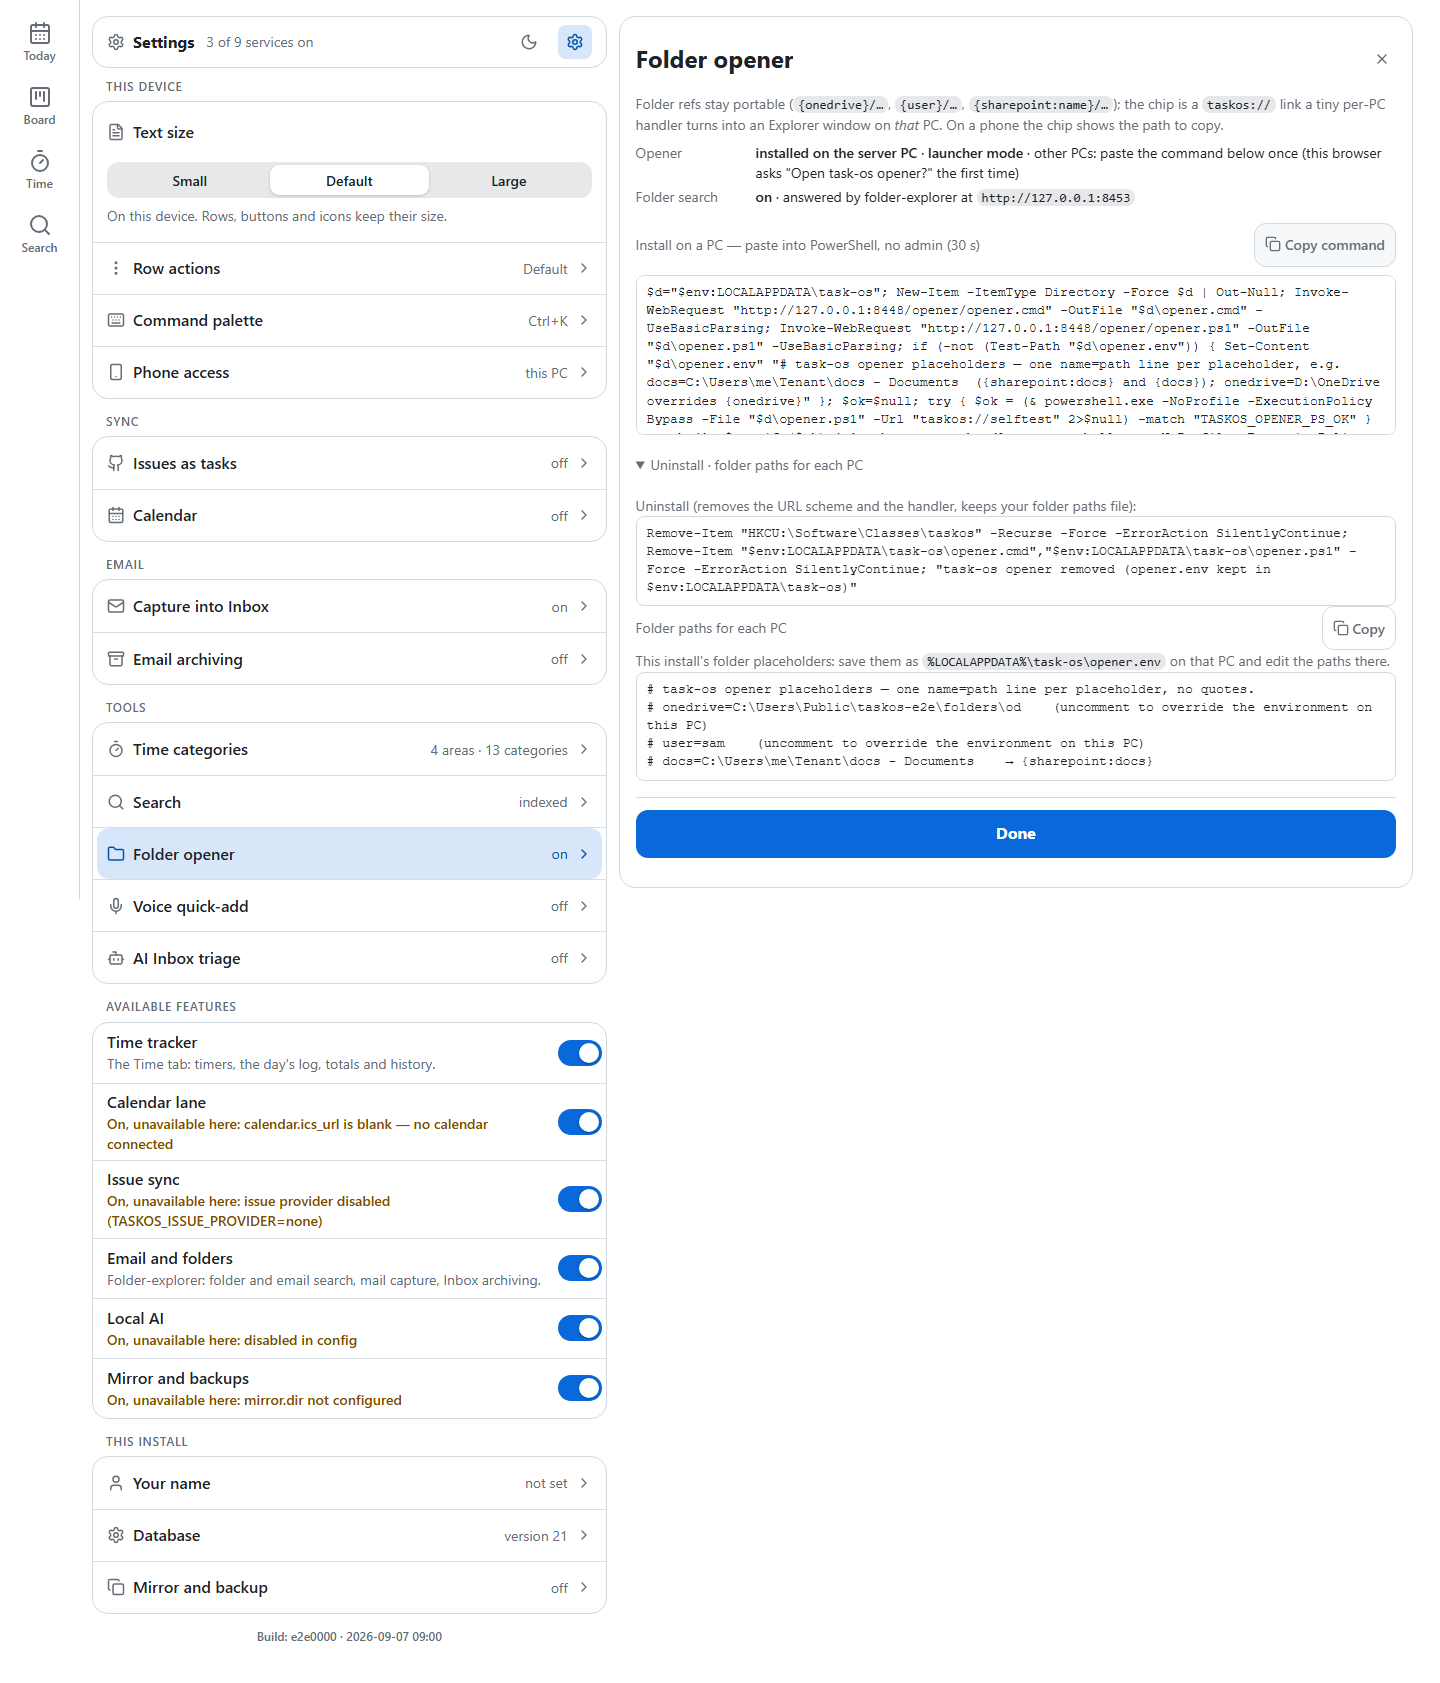 Today
Board
Time
Search
Settings 3 of 9 services on
THIS DEVICE
Text size
Small Default Large
On this device. Rows, buttons and icons keep their size.
Row actions Default
Command palette Ctrl+K
Phone access this PC
SYNC
Issues as tasks off
Calendar off
EMAIL
Capture into Inbox on
Email archiving off
TOOLS
Time categories 4 areas · 13 categories
Search indexed
Folder opener on
Voice quick-add off
AI Inbox triage off
AVAILABLE FEATURES
Time tracker
The Time tab: timers, the day's log, totals and history.
Calendar lane
On, unavailable here: calendar.ics_url is blank — no calendar
connected
Issue sync
On, unavailable here: issue provider disabled
(TASKOS_ISSUE_PROVIDER=none)
Email and folders
Folder-explorer: folder and email search, mail capture, Inbox archiving.
Local AI
On, unavailable here: disabled in config
Mirror and backups
On, unavailable here: mirror.dir not configured
THIS INSTALL
Your name not set
Database version 21
Mirror and backup off
Build: e2e0000 · 2026-09-07 09:00
Folder opener
Folder refs stay portable ( {onedrive}/… , {user}/… , {sharepoint:name}/… ); the chip is a taskos:// link a tiny per-PC
handler turns into an Explorer window on that PC. On a phone the chip shows the path to copy.
Opener installed on the server PC · launcher mode · other PCs: paste the command below once (this browser
asks "Open task-os opener?" the first time)
Folder search on · answered by folder-explorer at http://127.0.0.1:8453
Install on a PC — paste into PowerShell, no admin (30 s) Copy command
$d="$env:LOCALAPPDATA\task-os"; New-Item -ItemType Directory -Force $d | Out-Null; Invoke-
WebRequest "http://127.0.0.1:8448/opener/opener.cmd" -OutFile "$d\opener.cmd" -
UseBasicParsing; Invoke-WebRequest "http://127.0.0.1:8448/opener/opener.ps1" -OutFile
"$d\opener.ps1" -UseBasicParsing; if (-not (Test-Path "$d\opener.env")) { Set-Content
"$d\opener.env" "# task-os opener placeholders — one name=path line per placeholder, e.g.
docs=C:\Users\me\Tenant\docs - Documents  ({sharepoint:docs} and {docs}); onedrive=D:\OneDrive
overrides {onedrive}" }; $ok=$null; try { $ok = (& powershell.exe -NoProfile -ExecutionPolicy
Bypass -File "$d\opener.ps1" -Url "taskos://selftest" 2>$null) -match "TASKOS_OPENER_PS_OK" }
▼ Uninstall · folder paths for each PC
Uninstall (removes the URL scheme and the handler, keeps your folder paths file):
Remove-Item "HKCU:\Software\Classes\taskos" -Recurse -Force -ErrorAction SilentlyContinue;
Remove-Item "$env:LOCALAPPDATA\task-os\opener.cmd","$env:LOCALAPPDATA\task-os\opener.ps1" -
Force -ErrorAction SilentlyContinue; "task-os opener removed (opener.env kept in
$env:LOCALAPPDATA\task-os)"
Folder paths for each PC Copy
This install's folder placeholders: save them as %LOCALAPPDATA%\task-os\opener.env on that PC and edit the paths there.
# task-os opener placeholders — one name=path line per placeholder, no quotes.
# onedrive=C:\Users\Public\taskos-e2e\folders\od    (uncomment to override the environment on
this PC)
# user=sam    (uncomment to override the environment on this PC)
# docs=C:\Users\me\Tenant\docs - Documents    → {sharepoint:docs}
Done